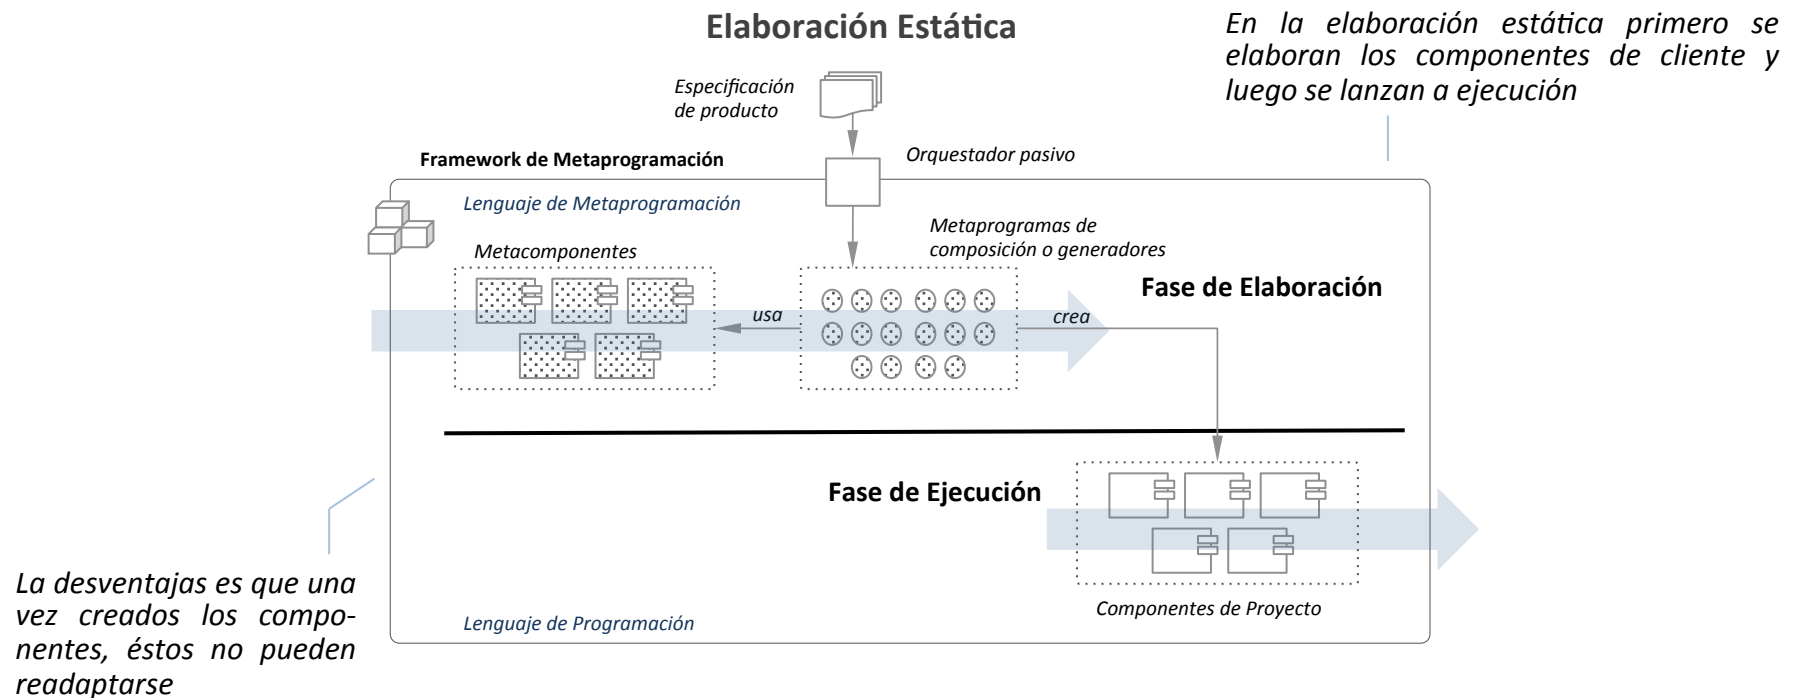 Elaboración Estática
En la elaboración estática primero se
elaboran los componentes de cliente y
luego se lanzan a ejecución
Especificación
de producto
Framework de Metaprogramación
Orquestador pasivo
Lenguaje de Metaprogramación
Metaprogramas de
composición o generadores
Metacomponentes
Fase de Elaboración
usa
crea
Fase de Ejecución
La desventajas es que una
vez creados los compo-
nentes, éstos no pueden
readaptarse
Componentes de Proyecto
Lenguaje de Programación